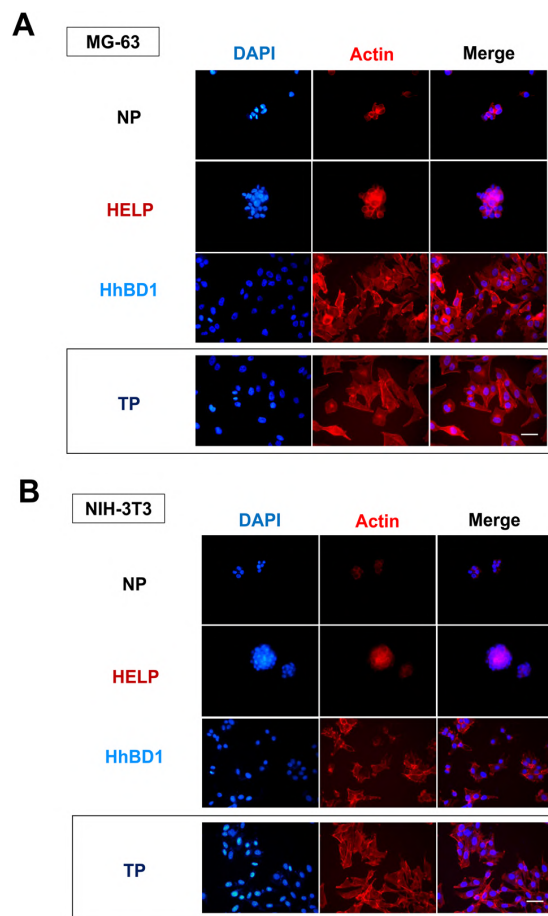 A
MG-63
DAPI Actin Merge
NP
HELP
HhBD1
TP
B
NIH-3T3
DAPI Actin Merge
NP
HELP
HhBD1
TP